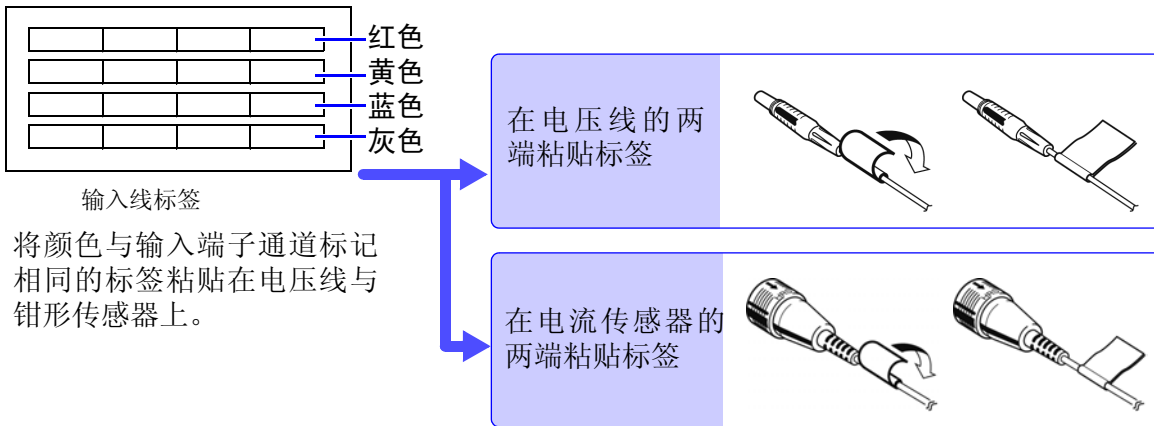 红色
黄色
蓝色
灰色
输入线标签
将颜色与输入端子通道标记
相同的标签粘贴在电压线与
钳形传感器上。
在电压线的两
端粘贴标签
在电流传感器的
两端粘贴标签